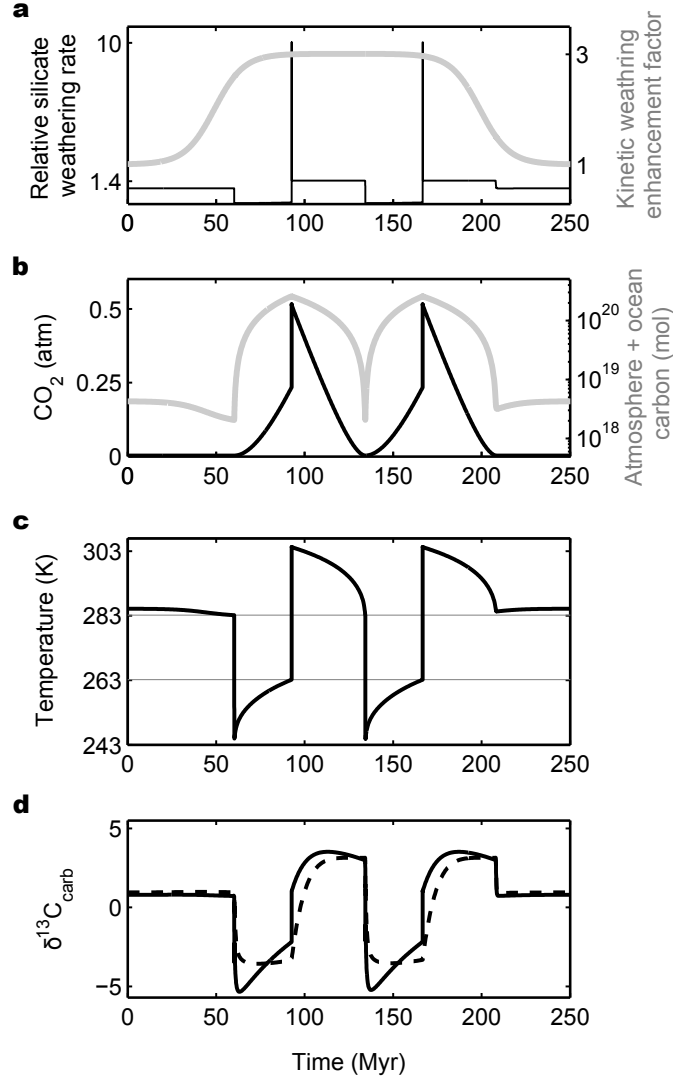 a
Relative silicate
weathering rate
10
1.4
3
1
Kinetic weathring
enhancement factor
0 50 100 150 200 250
b
CO2 (atm)
0.5
0.25
0
10^20
10^19
10^18
Atmosphere + ocean
carbon (mol)
0 50 100 150 200 250
c
Temperature (K)
303
283
263
243
0 50 100 150 200 250
d
δ13Ccarb
5
0
−5
0 50 100 150 200 250
Time (Myr)